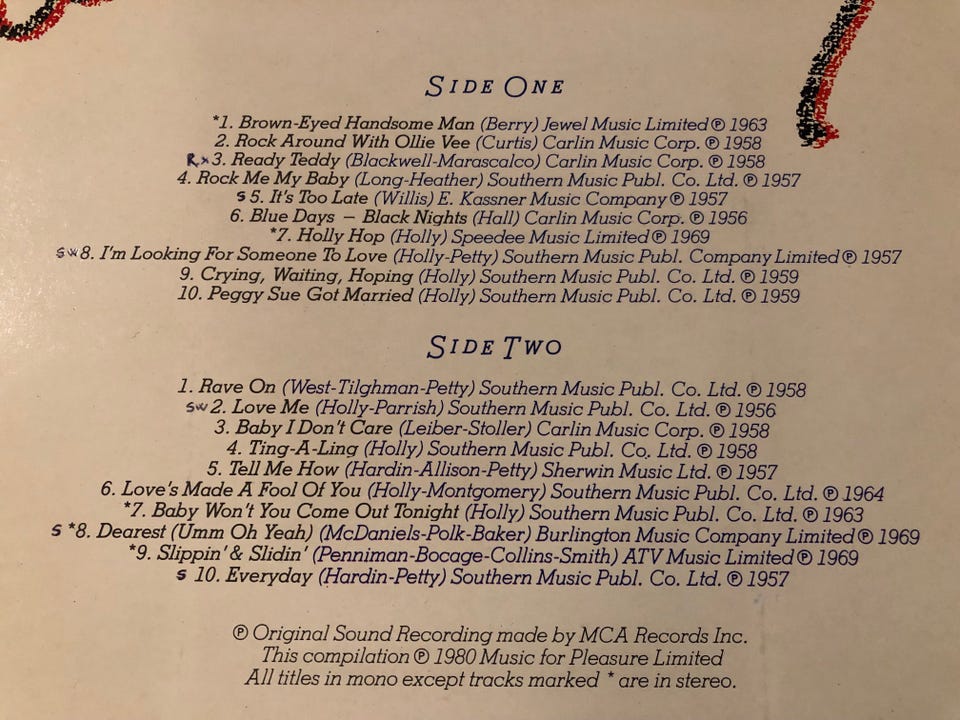 SIDE ONE
*1. Brown-Eyed Handsome Man (Berry) Jewel Music Limited ℗ 1963
2. Rock Around With Ollie Vee (Curtis) Carlin Music Corp. ℗ 1958
Rx 3. Ready Teddy (Blackwell-Marascalco) Carlin Music Corp. ℗ 1958
4. Rock Me My Baby (Long-Heather) Southern Music Publ. Co. Ltd. ℗ 1957
S 5. It's Too Late (Willis) E. Kassner Music Company ℗ 1957
6. Blue Days – Black Nights (Hall) Carlin Music Corp. ℗ 1956
*7. Holly Hop (Holly) Speedee Music Limited ℗ 1969
SW 8. I'm Looking For Someone To Love (Holly-Petty) Southern Music Publ. Company Limited ℗ 1957
9. Crying, Waiting, Hoping (Holly) Southern Music Publ. Co. Ltd. ℗ 1959
10. Peggy Sue Got Married (Holly) Southern Music Publ. Co. Ltd. ℗ 1959
SIDE TWO
1. Rave On (West-Tilghman-Petty) Southern Music Publ. Co. Ltd. ℗ 1958
SW 2. Love Me (Holly-Parrish) Southern Music Publ. Co. Ltd. ℗ 1956
3. Baby I Don't Care (Leiber-Stoller) Carlin Music Corp. ℗ 1958
4. Ting-A-Ling (Holly) Southern Music Publ. Co. Ltd. ℗ 1958
5. Tell Me How (Hardin-Allison-Petty) Sherwin Music Ltd. ℗ 1957
6. Love's Made A Fool Of You (Holly-Montgomery) Southern Music Publ. Co. Ltd. ℗ 1964
*7. Baby Won't You Come Out Tonight (Holly) Southern Music Publ. Co. Ltd. ℗ 1963
S *8. Dearest (Umm Oh Yeah) (McDaniels-Polk-Baker) Burlington Music Company Limited ℗ 1969
*9. Slippin' & Slidin' (Penniman-Bocage-Collins-Smith) ATV Music Limited ℗ 1969
S 10. Everyday (Hardin-Petty) Southern Music Publ. Co. Ltd. ℗ 1957
℗ Original Sound Recording made by MCA Records Inc.
This compilation ℗ 1980 Music for Pleasure Limited
All titles in mono except tracks marked * are in stereo.